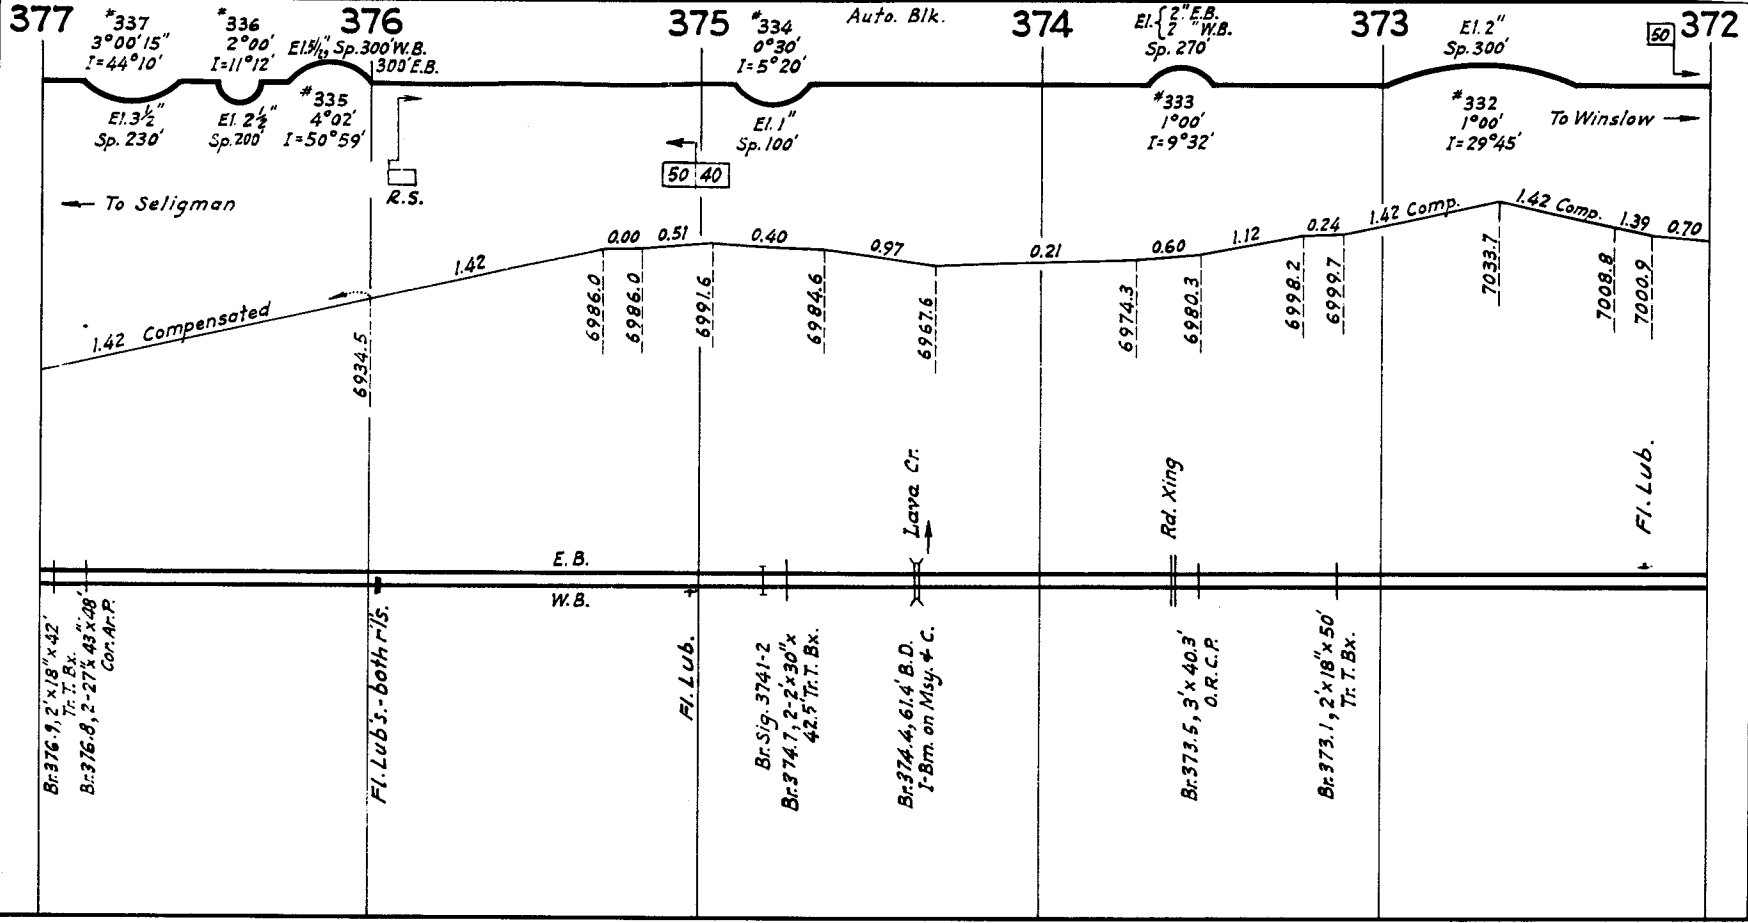 377
376
375
Auto. Blk.
374
373
372
#337
3°00'15"
I=44°10'
El.3½"
Sp. 230'
#336
2°00'
I=11°12'
El. 2½"
Sp.200'
Sp.300'W.B.
300'E.B.
#335
4°02'
I=50°59'
#334
0°30'
I=5°20'
El. 1"
Sp.100'
El.{2" E.B.
2" W.B.
Sp. 270'
#333
1°00'
I=9°32'
El. 2"
Sp.300'
#332
1°00'
I=29°45'
50
To Winslow
R.S.
50 40
To Seligman
1.42 Compensated
1.42
0.00
0.51
0.40
0.97
0.21
0.60
1.12
0.24
1.42 Comp.
1.42 Comp.
1.39
0.70
6934.5
6986.0
6986.0
6991.6
6984.6
6967.6
6974.3
6980.3
6998.2
6999.7
7033.7
7008.8
7000.9
Lava Cr.
Rd. Xing
Fl. Lub.
E.B.
W.B.
Br.376.9, 2'x18"x42'
Tr. T. Bx.
Br.376.8, 2-27"x43"x48'
Cor.Ar.P.
Fl. Lub's.-both r'ls.
Fl. Lub.
Br. Sig. 3741-2
Br.374.7, 2-2'x30"x
42.5' Tr. T. Bx.
Br.374.4, 61.4' B.D.
I-Bm. on Msy. & C.
Br.373.5, 3'x40.3'
O.R.C.P.
Br.373.1, 2'x18"x50'
Tr. T. Bx.